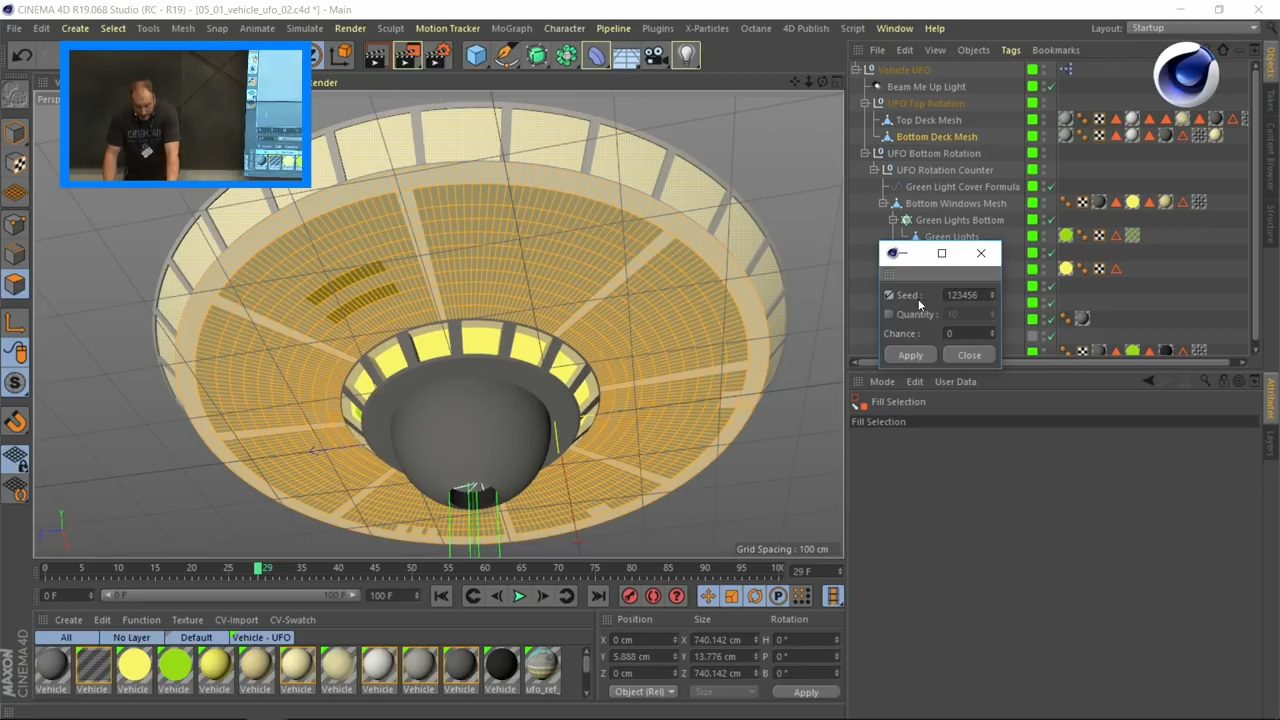 CINEMA 4D R19.068 Studio (RC - R19) - [05_01_vehicle_ufo_02.c4d *] - Main
File Edit Create Select Tools Mesh Snap Animate Simulate Render Sculpt Motion Tracker MoGraph Character Pipeline Plugins X-Particles Octane 4D Publish Script Window Help Layout: Startup
File Edit View Objects Tags Bookmarks
Vehicle UFO
Beam Me Up Light
UFO Top Rotation
Top Deck Mesh
Bottom Deck Mesh
UFO Bottom Rotation
UFO Rotation Counter
Green Light Cover Formula
Bottom Windows Mesh
Green Lights Bottom
Green Lights
Seed: 123456
Quantity: 10
Chance: 0
Apply Close
Mode Edit User Data
Fill Selection
Fill Selection
Objects
Takes
Content Browser
Structure
Attributes
Layers
Persp
Grid Spacing : 100 cm
0 5 10 15 20 25 29 35 40 45 50 55 60 65 70 75 80 85 90 95 100 29 F
0 F 0 F 100 F 100 F
Create Edit Function Texture CV-Import CV-Swatch
All No Layer Default Vehicle - UFO
Vehicle Vehicle Vehicle Vehicle Vehicle Vehicle Vehicle Vehicle Vehicle Vehicle Vehicle Vehicle ufo_ref_
Position Size Rotation
X 0 cm X 740.142 cm H 0 °
Y 5.888 cm Y 13.776 cm P 0 °
Z 0 cm Z 740.142 cm B 0 °
Object (Rel) Size Apply
MAXON CINEMA 4D